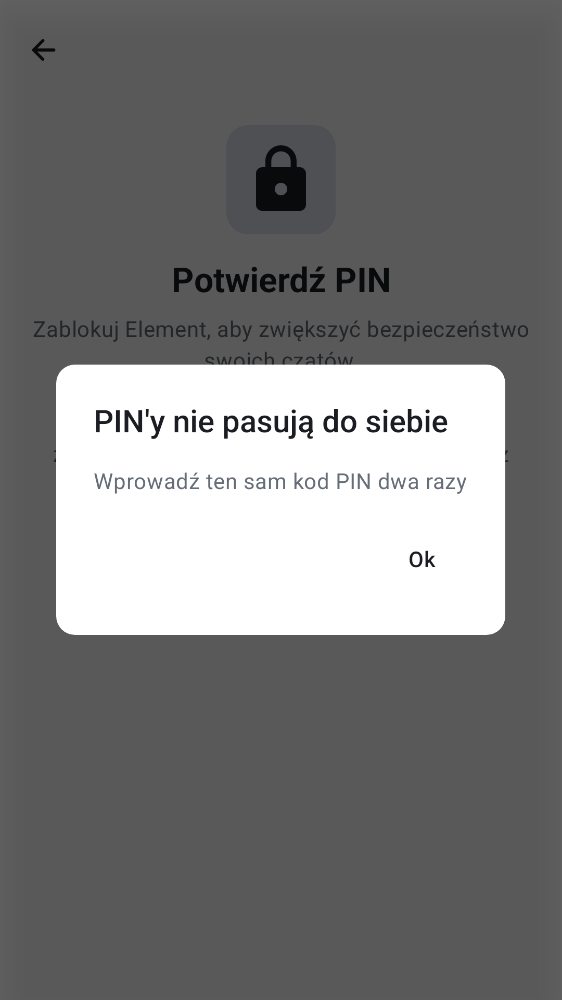 Potwierdź PIN
Zablokuj Element, aby zwiększyć bezpieczeństwo
swoich czatów
PIN'y nie pasują do siebie
Wprowadź ten sam kod PIN dwa razy
Ok